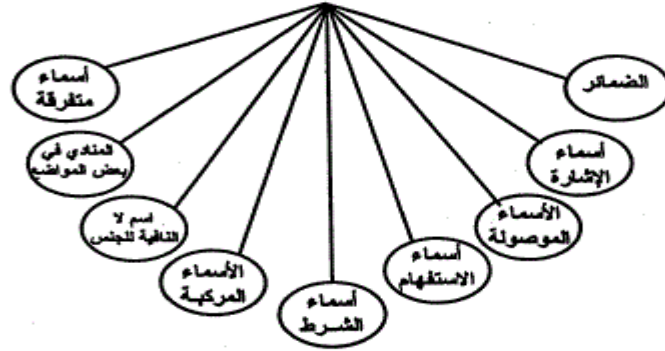 الضمائر
أسماء
الإشارة
الأسماء
الموصولة
أسماء
الاستفهام
أسماء
الشرط
الأسماء
المركبة
اسم لا
النافية للجنس
المنادي في
بعض المواضع
أسماء
متفرقة